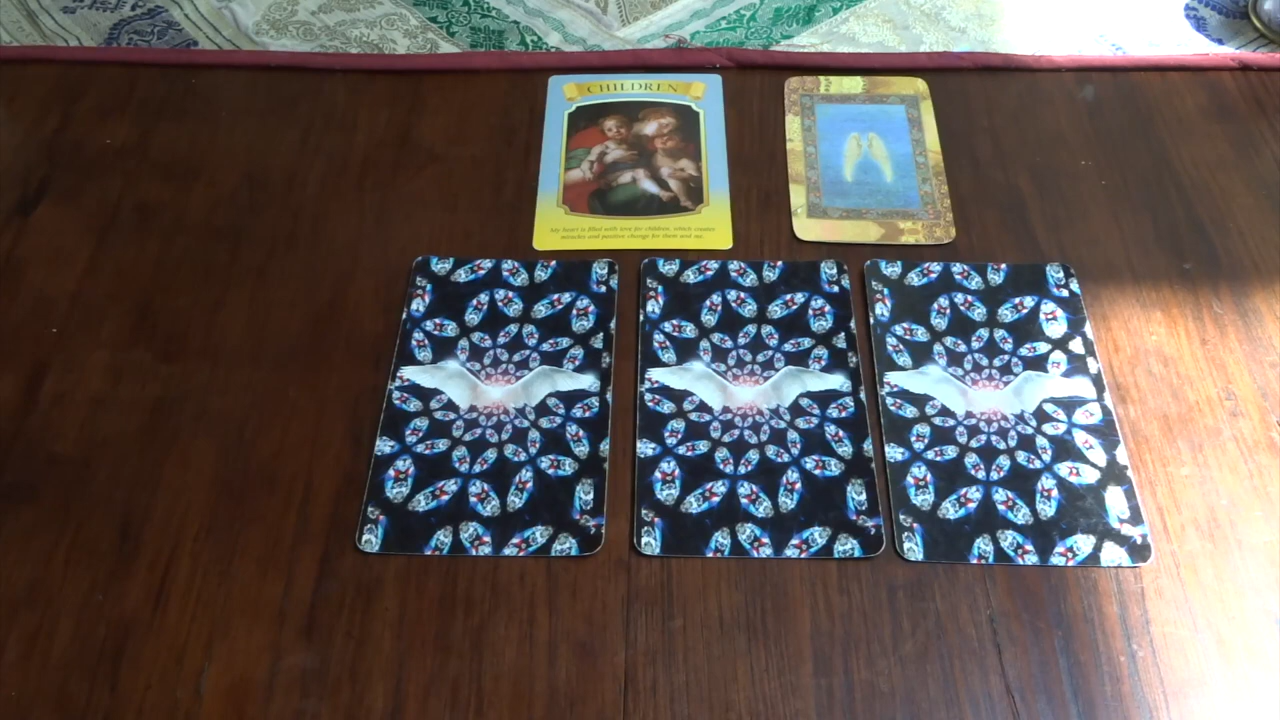 CHILDREN
My heart is filled with love for children, which creates
miracles and positive change for them and me.